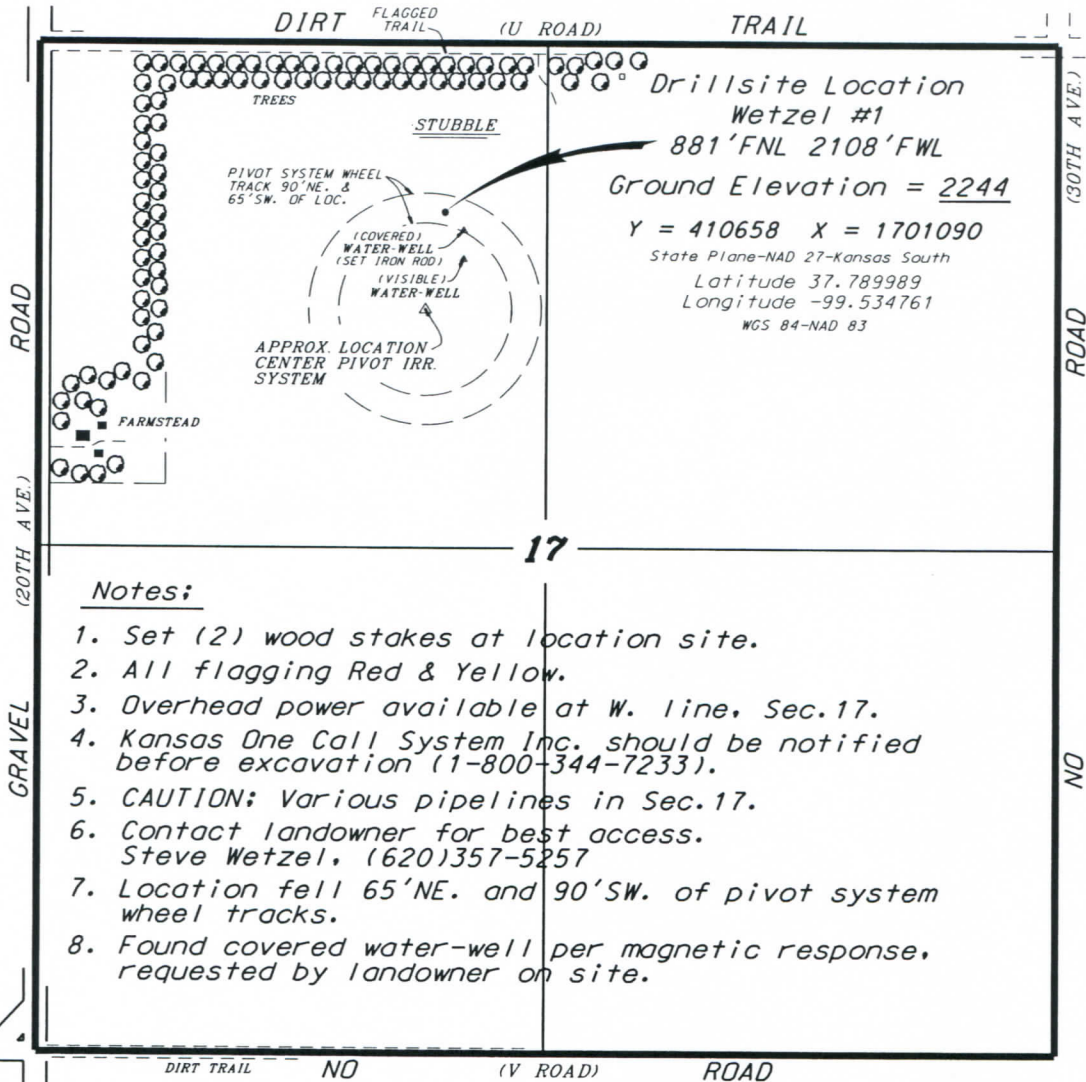 DIRT FLAGGED TRAIL (U ROAD) TRAIL
TREES
STUBBLE
Drillsite Location
Wetzel #1
881'FNL 2108'FWL
Ground Elevation = 2244
Y = 410658 X = 1701090
State Plane-NAD 27-Kansas South
Latitude 37.789989
Longitude -99.534761
WGS 84-NAD 83
PIVOT SYSTEM WHEEL
TRACK 90'NE. &
65'SW. OF LOC.
(COVERED)
WATER-WELL
(SET IRON ROD)
(VISIBLE)
WATER-WELL
APPROX. LOCATION
CENTER PIVOT IRR.
SYSTEM
FARMSTEAD
GRAVEL (20TH AVE.) ROAD
NO ROAD (30TH AVE.)
17
Notes:
1. Set (2) wood stakes at location site.
2. All flagging Red & Yellow.
3. Overhead power available at W. line, Sec.17.
4. Kansas One Call System Inc. should be notified
before excavation (1-800-344-7233).
5. CAUTION: Various pipelines in Sec.17.
6. Contact landowner for best access.
Steve Wetzel, (620)357-5257
7. Location fell 65'NE. and 90'SW. of pivot system
wheel tracks.
8. Found covered water-well per magnetic response,
requested by landowner on site.
DIRT TRAIL NO (V ROAD) ROAD